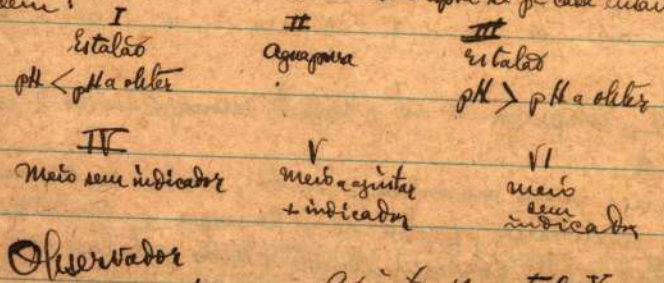 I II III
Estalão Agua pura Estalão
pH < pH a obter pH > pH a obter
IV V VI
Meio sem indicador meio a ajustar meio
+ indicador sem
indicador
Observador